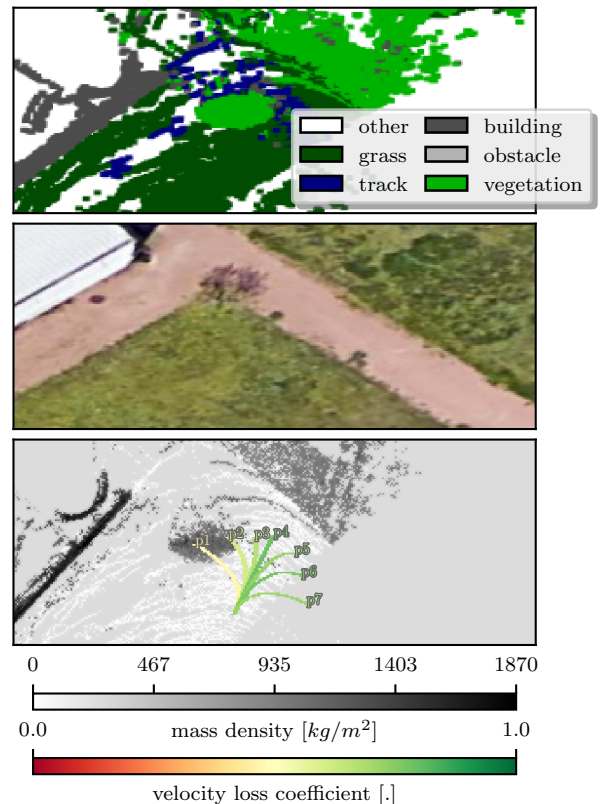 other building
grass obstacle
track vegetation
p1 p2 p3 p4
p5
p6
p7
0 467 935 1403 1870
mass density [kg/m²]
0.0 1.0
velocity loss coefficient [.]